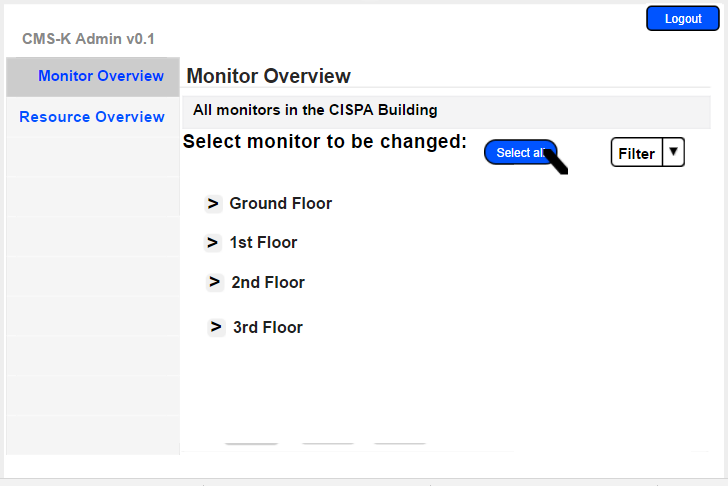 Logout
CMS-K Admin v0.1
Monitor Overview
Resource Overview
Monitor Overview
All monitors in the CISPA Building
Select monitor to be changed:
Select al
Filter ▼
> Ground Floor
> 1st Floor
> 2nd Floor
> 3rd Floor